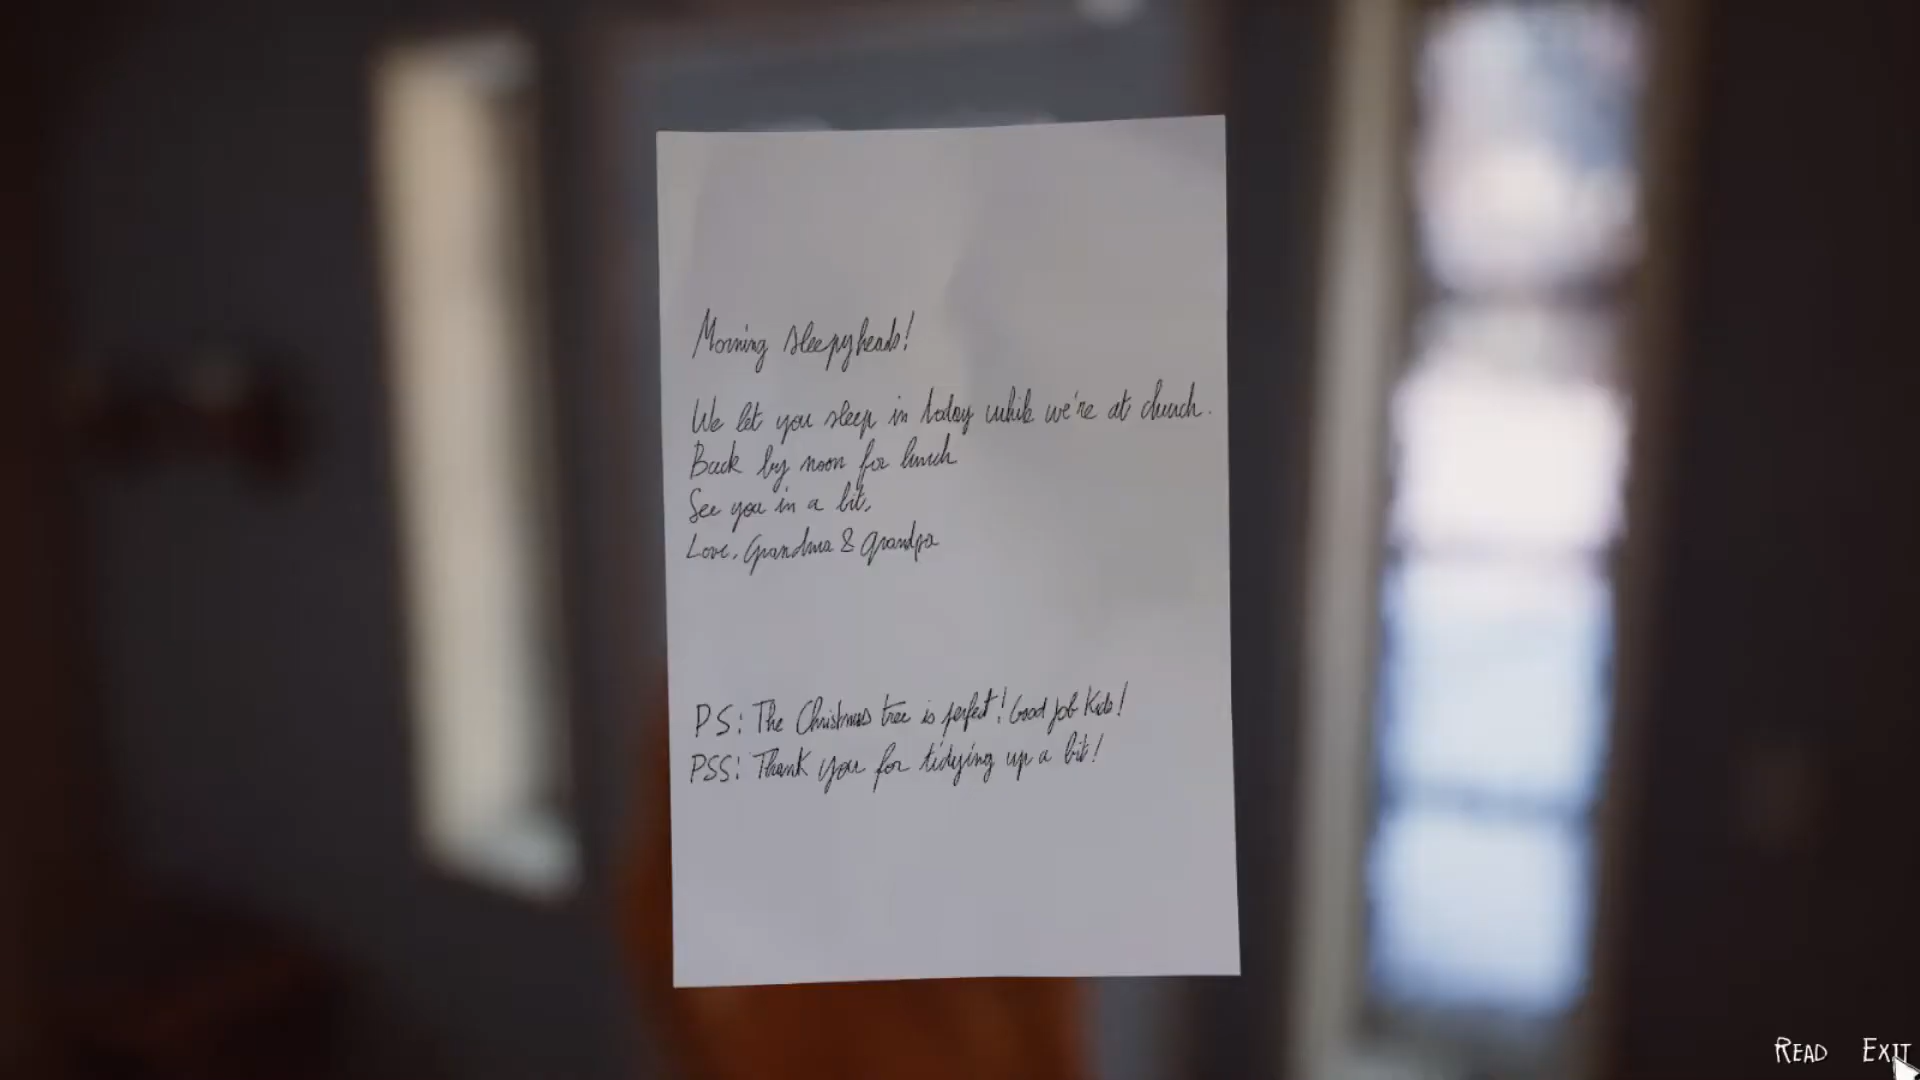 Morning sleepyheads!
We let you sleep in today while we're at church.
Back by noon for lunch
See you in a bit,
Love, Grandma & Grandpa
PS: The Christmas tree is perfect! Good job Kids!
PSS: Thank you for tidying up a bit!
READ EXIT